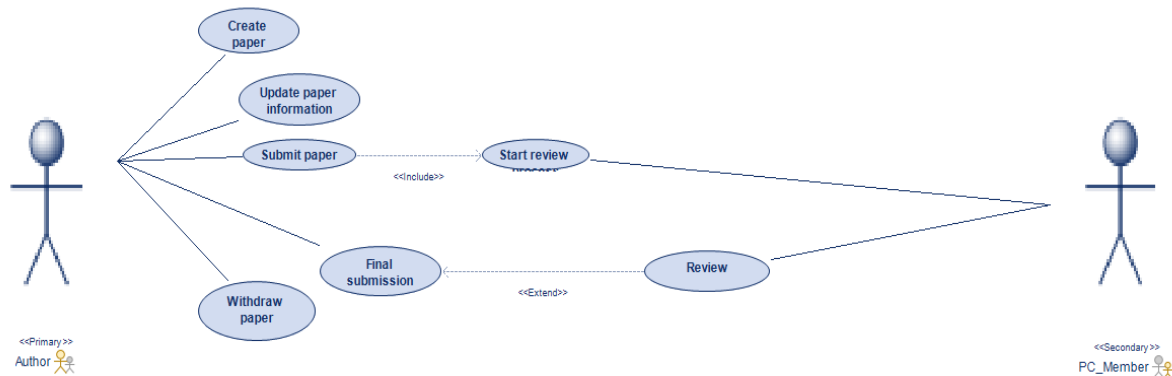 Create
paper
Update paper
information
Submit paper
<<Include>>
Start review
Final
submission
<<Extend>>
Review
Withdraw
paper
<<Primary>>
Author
<<Secondary>>
PC_Member